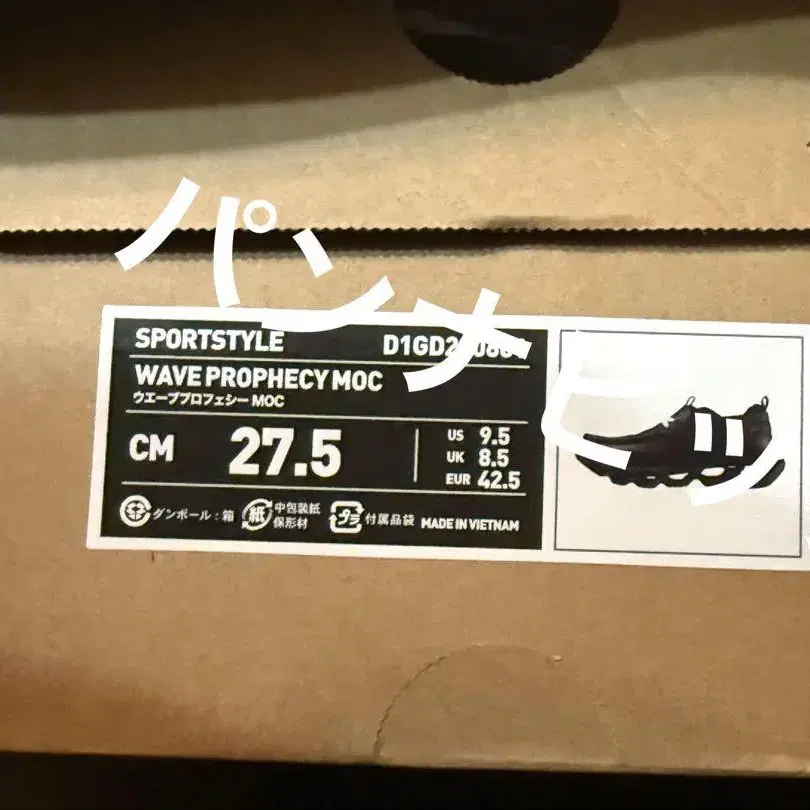 パンナビ
SPORTSTYLE
WAVE PROPHECY MOC
ウエーブプロフェシー MOC
CM 27.5
US 9.5
UK 8.5
EUR 42.5
ダンボール：箱
紙 中包装紙
保形材
プラ 付属品袋
MADE IN VIETNAM